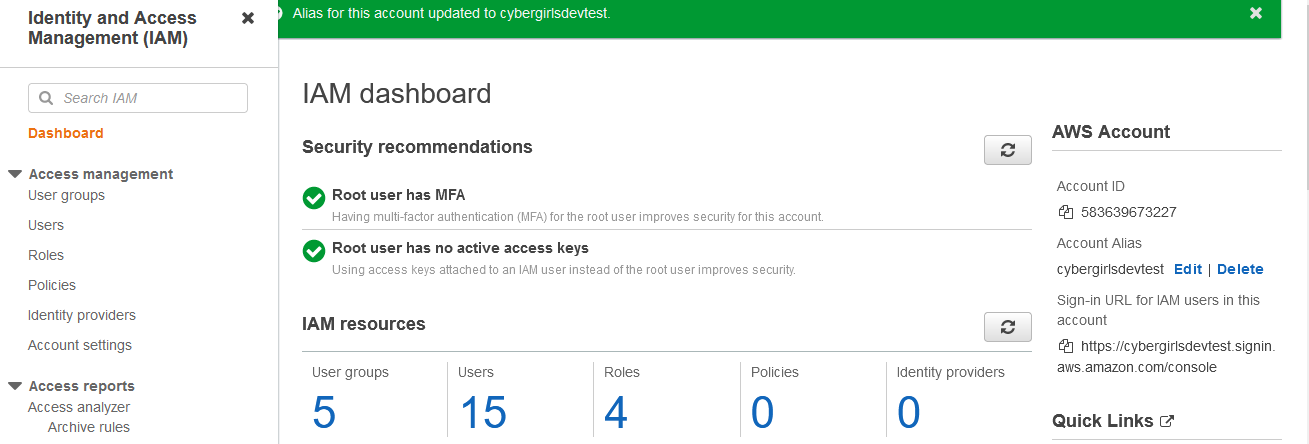 Identity and Access
Management (IAM)
Search IAM
Dashboard
Access management
User groups
Users
Roles
Policies
Identity providers
Account settings
Access reports
Access analyzer
Archive rules
Alias for this account updated to cybergirlsdevtest.
IAM dashboard
Security recommendations
Root user has MFA
Having multi-factor authentication (MFA) for the root user improves security for this account.
Root user has no active access keys
Using access keys attached to an IAM user instead of the root user improves security.
IAM resources
User groups
5
Users
15
Roles
4
Policies
0
Identity providers
0
AWS Account
Account ID
583639673227
Account Alias
cybergirlsdevtest Edit | Delete
Sign-in URL for IAM users in this
account
https://cybergirlsdevtest.signin.
aws.amazon.com/console
Quick Links